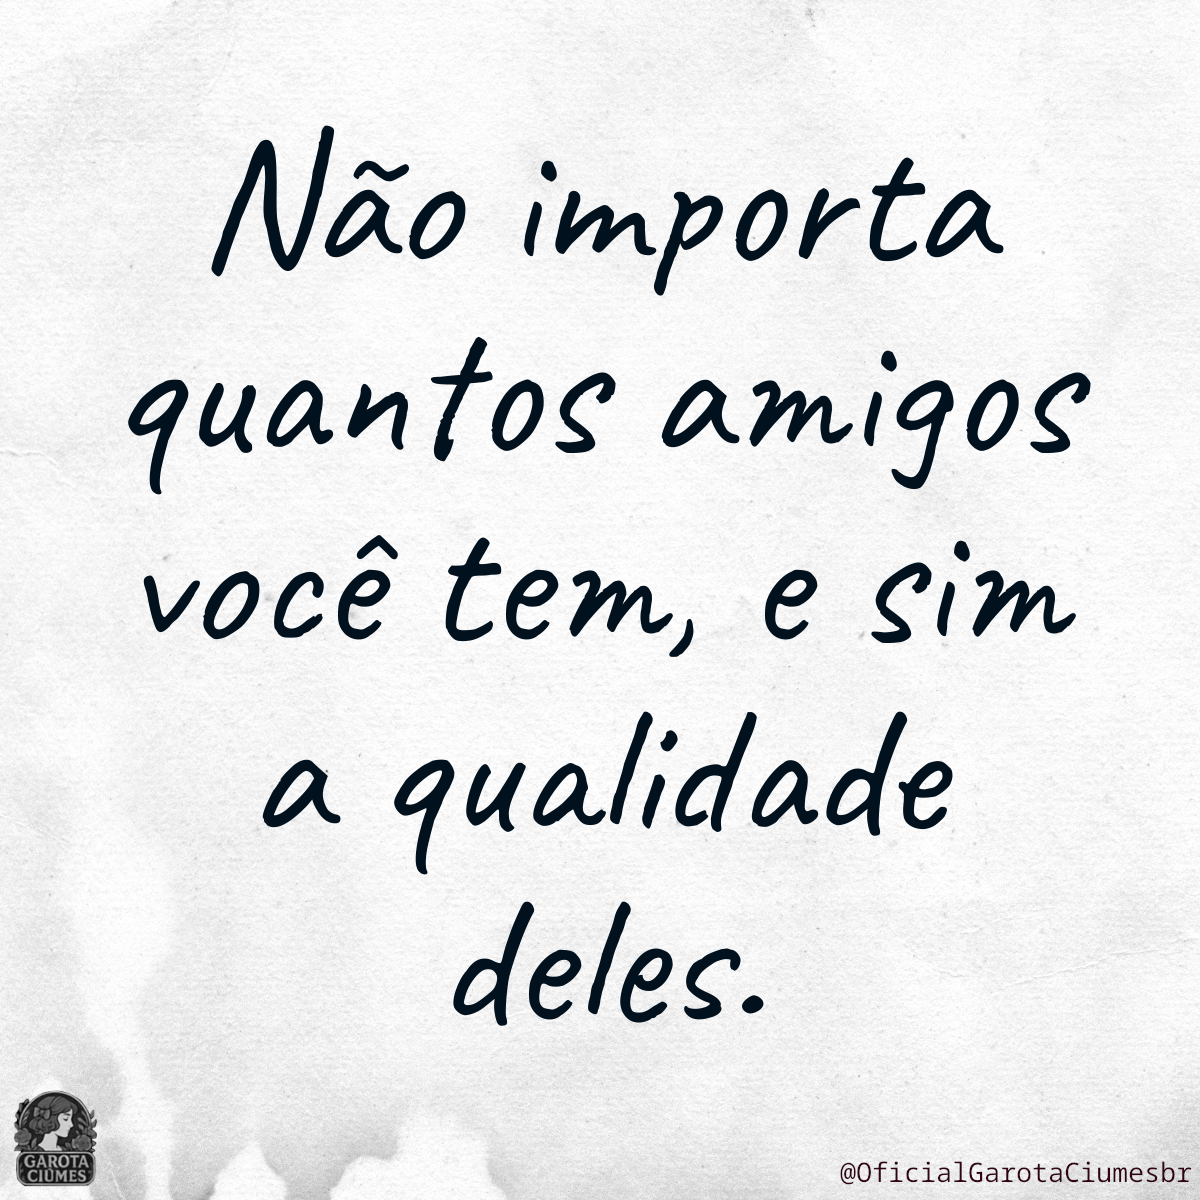 Não importa
quantos amigos
você tem, e sim
a qualidade
deles.
GAROTA
CIÚMES
@OficialGarotaCiumesbr